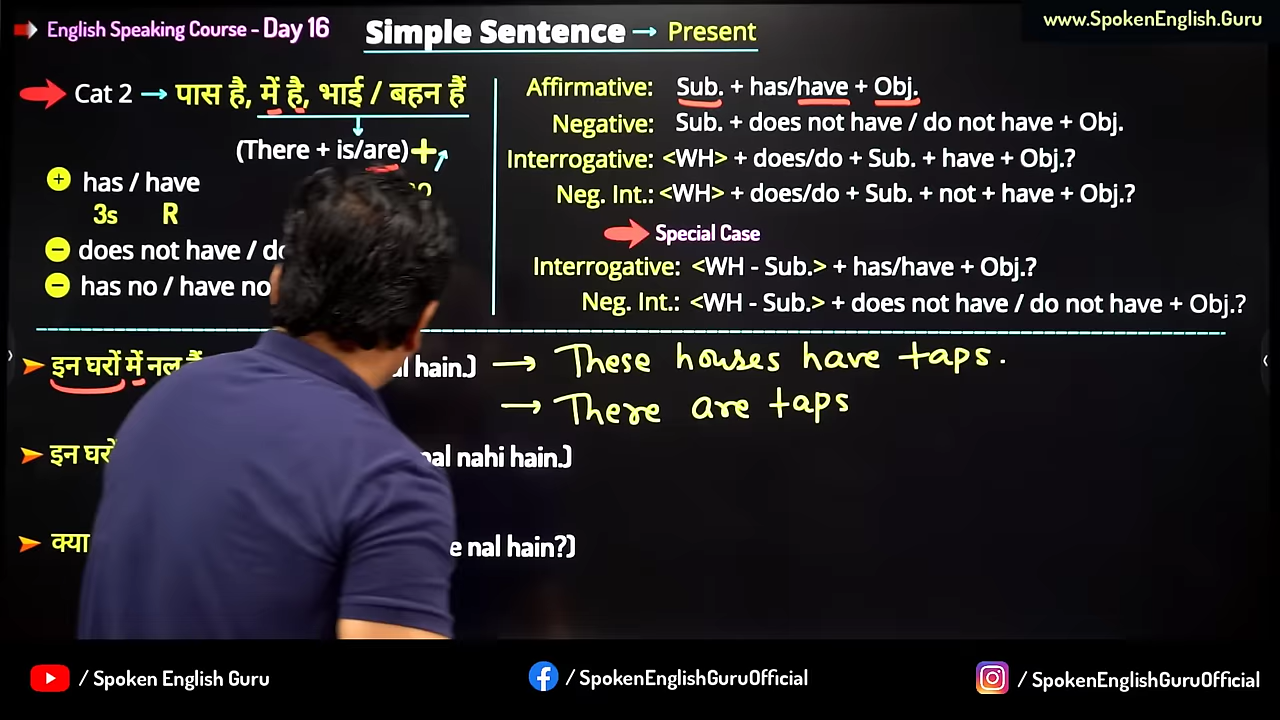 English Speaking Course - Day 16
Simple Sentence → Present
www.SpokenEnglish.Guru
Cat 2 → पास है, में है, भाई / बहन हैं
(There + is/are) +
+ has / have
3s R
− does not have / do
− has no / have no
Affirmative: Sub. + has/have + Obj.
Negative: Sub. + does not have / do not have + Obj.
Interrogative: <WH> + does/do + Sub. + have + Obj.?
Neg. Int.: <WH> + does/do + Sub. + not + have + Obj.?
Special Case
Interrogative: <WH - Sub.> + has/have + Obj.?
Neg. Int.: <WH - Sub.> + does not have / do not have + Obj.?
इन घरों में नल हैं hain.) → These houses have taps.
→ There are taps
इन घरों nal nahi hain.)
क्या nal hain?)
/ Spoken English Guru
/ SpokenEnglishGuruOfficial
/ SpokenEnglishGuruOfficial